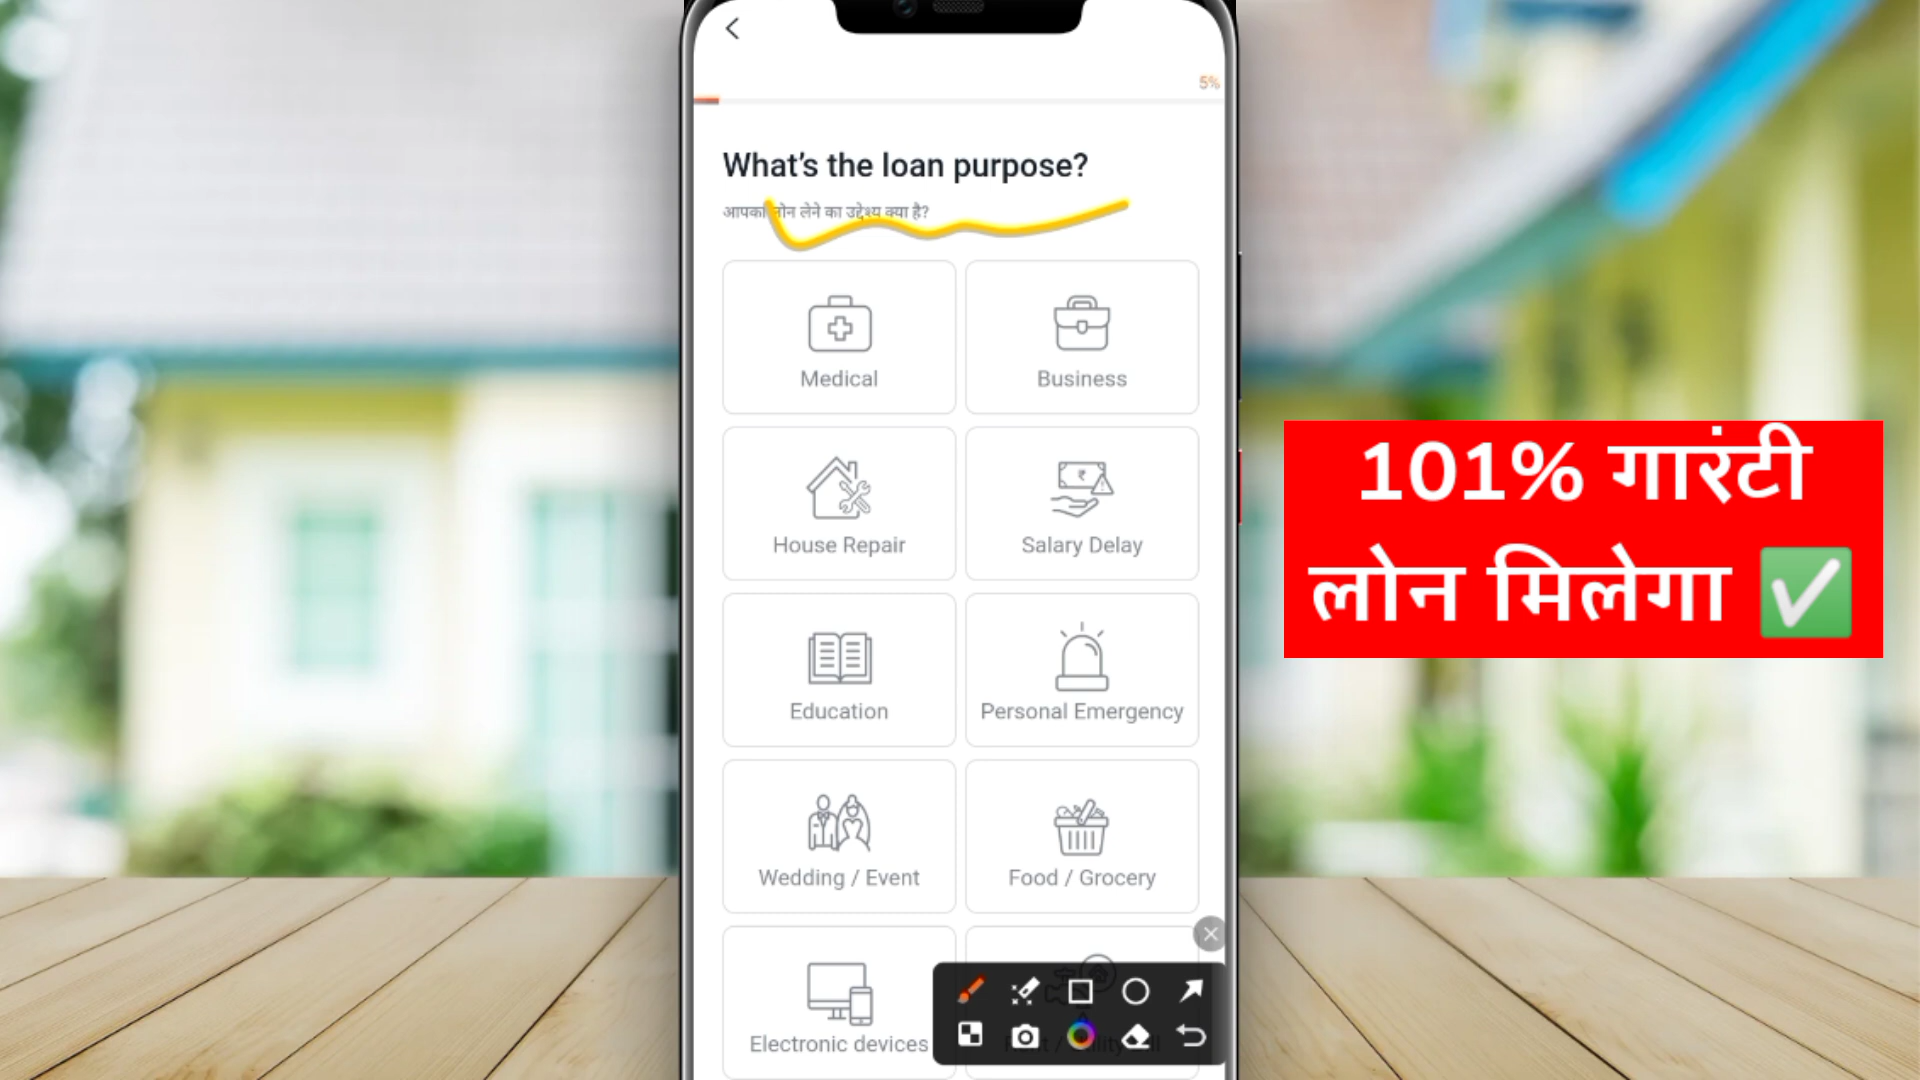 5%
What's the loan purpose?
आपका लोन लेने का उद्देश्य क्या है?
Medical
Business
House Repair
Salary Delay
Education
Personal Emergency
Wedding / Event
Food / Grocery
Electronic devices
101% गारंटी
लोन मिलेगा ✅